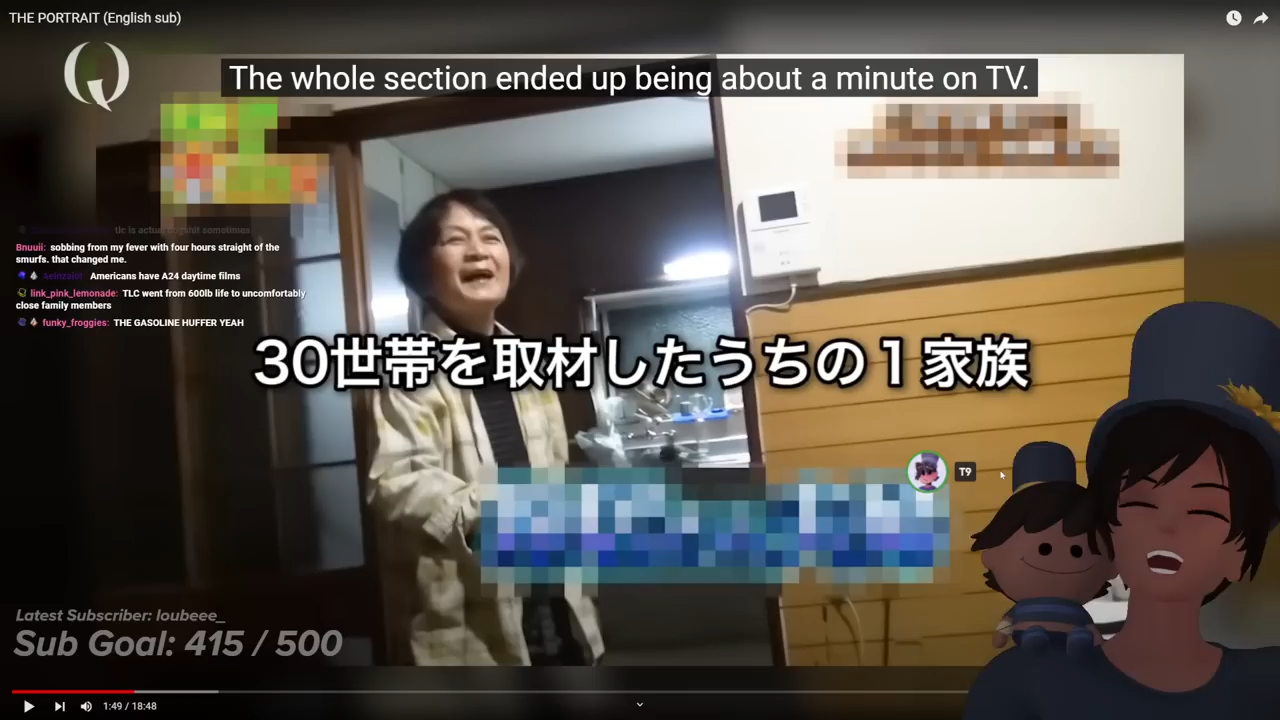 THE PORTRAIT (English sub)
Q
The whole section ended up being about a minute on TV.
sometimes
Bnuuii: sobbing from my fever with four hours straight of the
smurfs. that changed me.
Americans have A24 daytime films
link_pink_lemonade: TLC went from 600lb life to uncomfortably
close family members
funky_froggies: THE GASOLINE HUFFER YEAH
30世帯を取材したうちの1家族
T9
Latest Subscriber: loubeee_
Sub Goal: 415 / 500
1:49 / 18:48